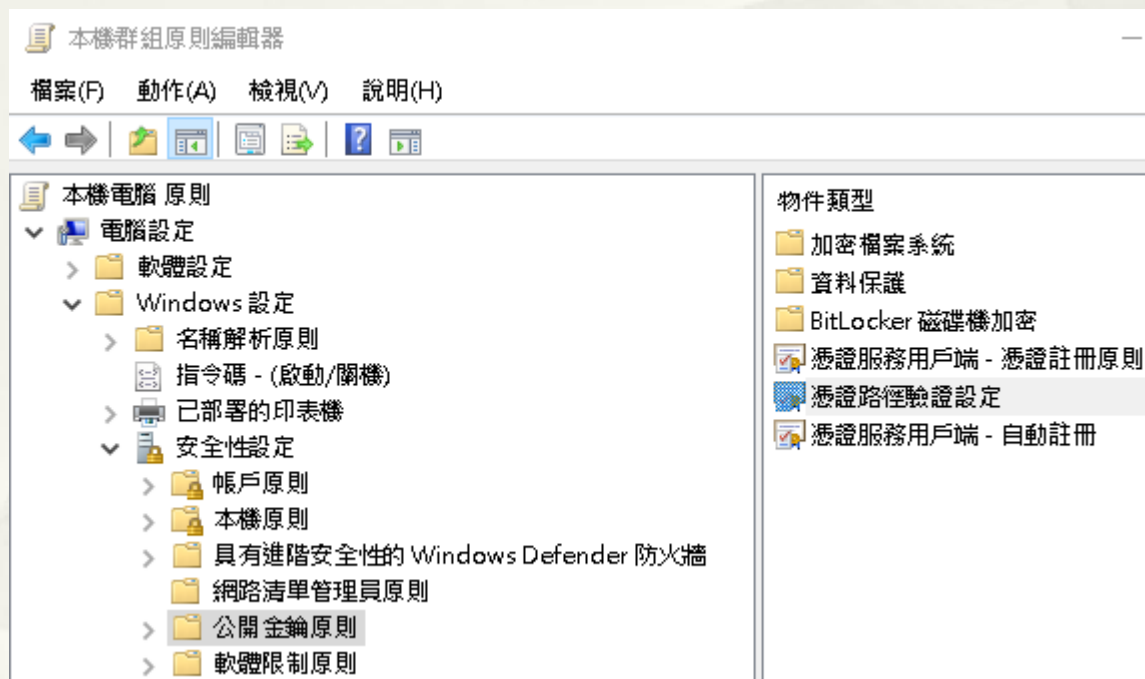 本機群組原則編輯器
檔案(F) 動作(A) 檢視(V) 說明(H)
本機電腦 原則
電腦設定
軟體設定
Windows 設定
名稱解析原則
指令碼 - (啟動/關機)
已部署的印表機
安全性設定
帳戶原則
本機原則
具有進階安全性的 Windows Defender 防火牆
網路清單管理員原則
公開金鑰原則
軟體限制原則
物件類型
加密檔案系統
資料保護
BitLocker 磁碟機加密
憑證服務用戶端 - 憑證註冊原則
憑證路徑驗證設定
憑證服務用戶端 - 自動註冊